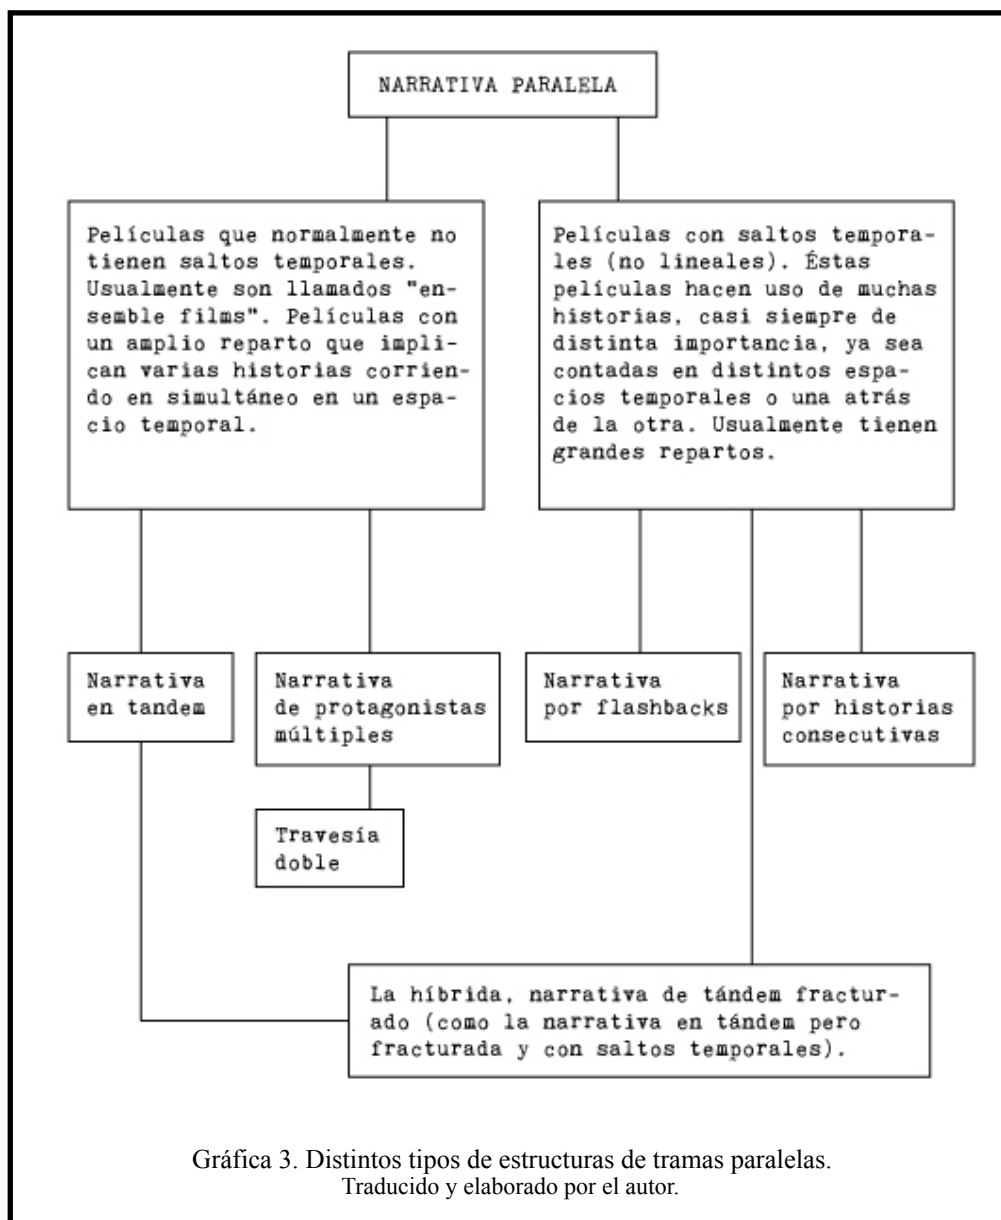 NARRATIVA PARALELA
Películas que normalmente no
tienen saltos temporales.
Usualmente son llamados "en-
semble films". Películas con
un amplio reparto que impli-
can varias historias corrien-
do en simultáneo en un espa-
cio temporal.
Películas con saltos tempora-
les (no lineales). Éstas
películas hacen uso de muchas
historias, casi siempre de
distinta importancia, ya sea
contadas en distintos espa-
cios temporales o una atrás
de la otra. Usualmente tienen
grandes repartos.
Narrativa
en tandem
Narrativa
de protagonistas
múltiples
Narrativa
por flashbacks
Narrativa
por historias
consecutivas
Travesía
doble
La híbrida, narrativa de tándem fractur-
ado (como la narrativa en tándem pero
fracturada y con saltos temporales).
Gráfica 3. Distintos tipos de estructuras de tramas paralelas.
Traducido y elaborado por el autor.